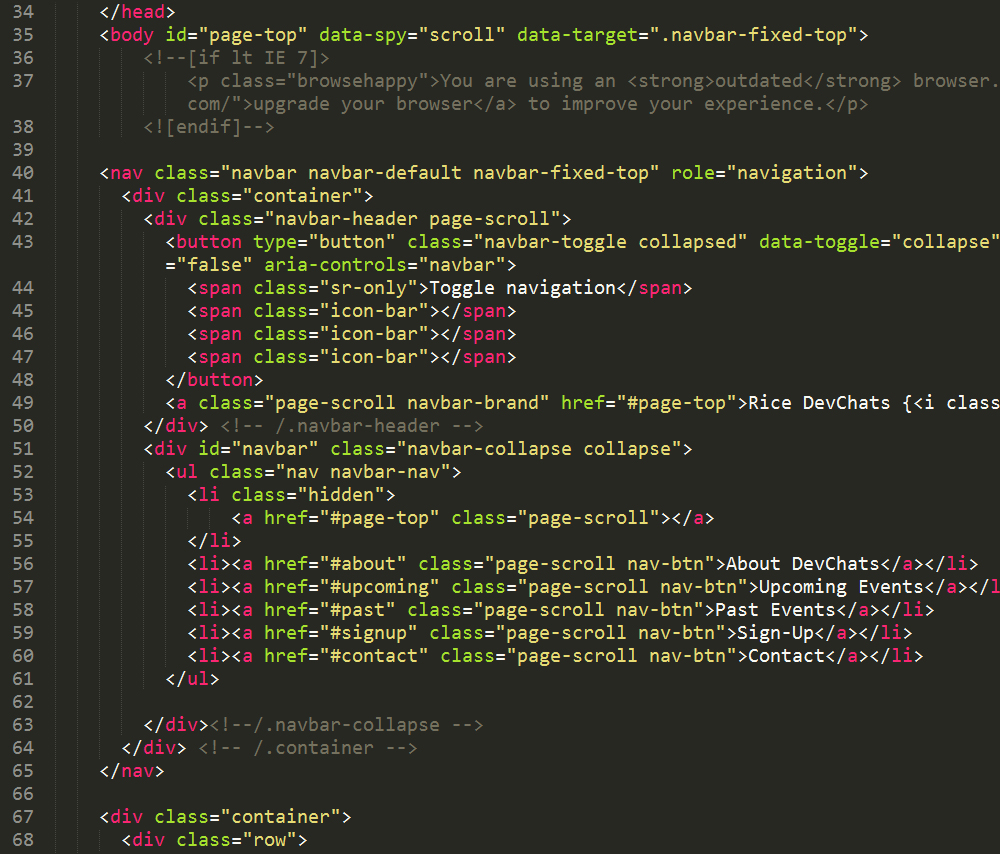 34 </head>
35 <body id="page-top" data-spy="scroll" data-target=".navbar-fixed-top">
36 <!--[if lt IE 7]>
37 <p class="browsehappy">You are using an <strong>outdated</strong> browser.
com/">upgrade your browser</a> to improve your experience.</p>
38 <![endif]-->
39
40 <nav class="navbar navbar-default navbar-fixed-top" role="navigation">
41 <div class="container">
42 <div class="navbar-header page-scroll">
43 <button type="button" class="navbar-toggle collapsed" data-toggle="collapse"
="false" aria-controls="navbar">
44 <span class="sr-only">Toggle navigation</span>
45 <span class="icon-bar"></span>
46 <span class="icon-bar"></span>
47 <span class="icon-bar"></span>
48 </button>
49 <a class="page-scroll navbar-brand" href="#page-top">Rice DevChats {<i class
50 </div> <!-- /.navbar-header -->
51 <div id="navbar" class="navbar-collapse collapse">
52 <ul class="nav navbar-nav">
53 <li class="hidden">
54 <a href="#page-top" class="page-scroll"></a>
55 </li>
56 <li><a href="#about" class="page-scroll nav-btn">About DevChats</a></li>
57 <li><a href="#upcoming" class="page-scroll nav-btn">Upcoming Events</a></l
58 <li><a href="#past" class="page-scroll nav-btn">Past Events</a></li>
59 <li><a href="#signup" class="page-scroll nav-btn">Sign-Up</a></li>
60 <li><a href="#contact" class="page-scroll nav-btn">Contact</a></li>
61 </ul>
62
63 </div><!--/.navbar-collapse -->
64 </div> <!-- /.container -->
65 </nav>
66
67 <div class="container">
68 <div class="row">